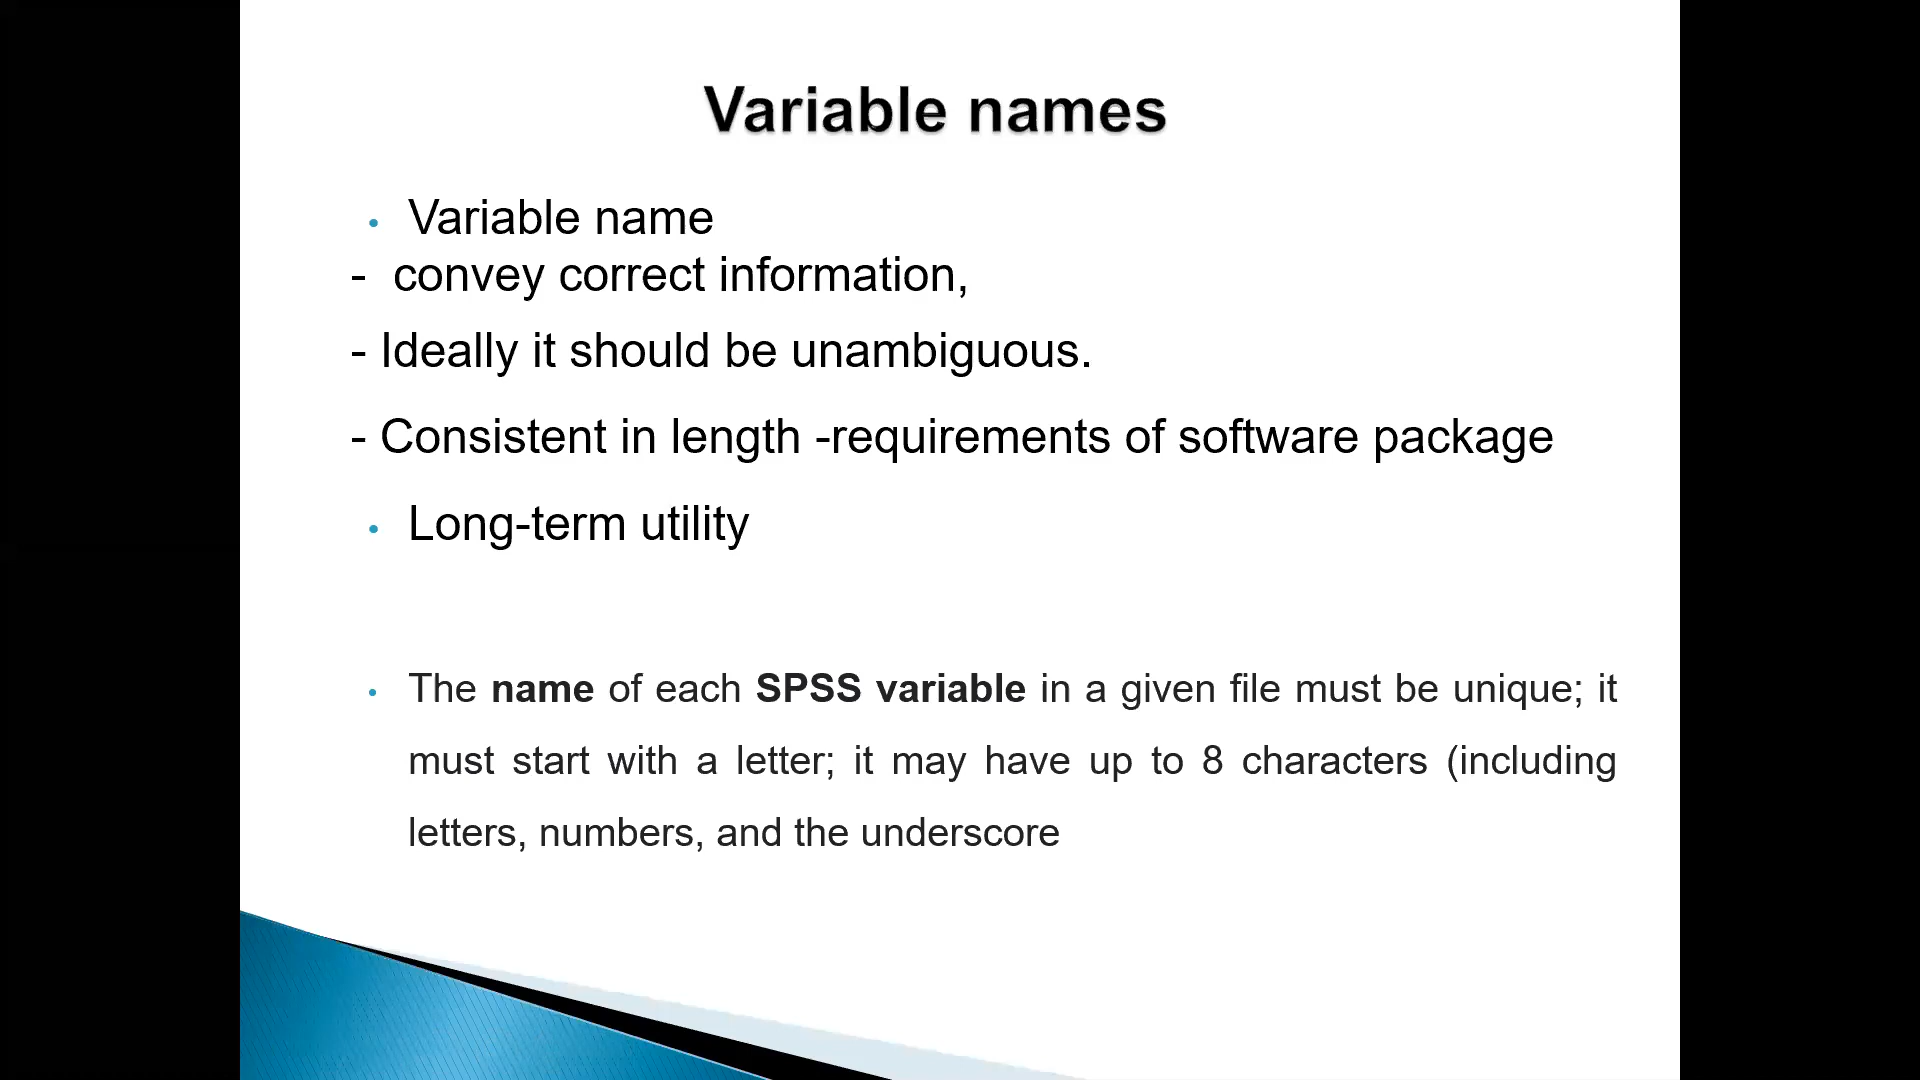 Variable names
• Variable name
- convey correct information,
- Ideally it should be unambiguous.
- Consistent in length -requirements of software package
• Long-term utility
• The name of each SPSS variable in a given file must be unique; it
must start with a letter; it may have up to 8 characters (including
letters, numbers, and the underscore